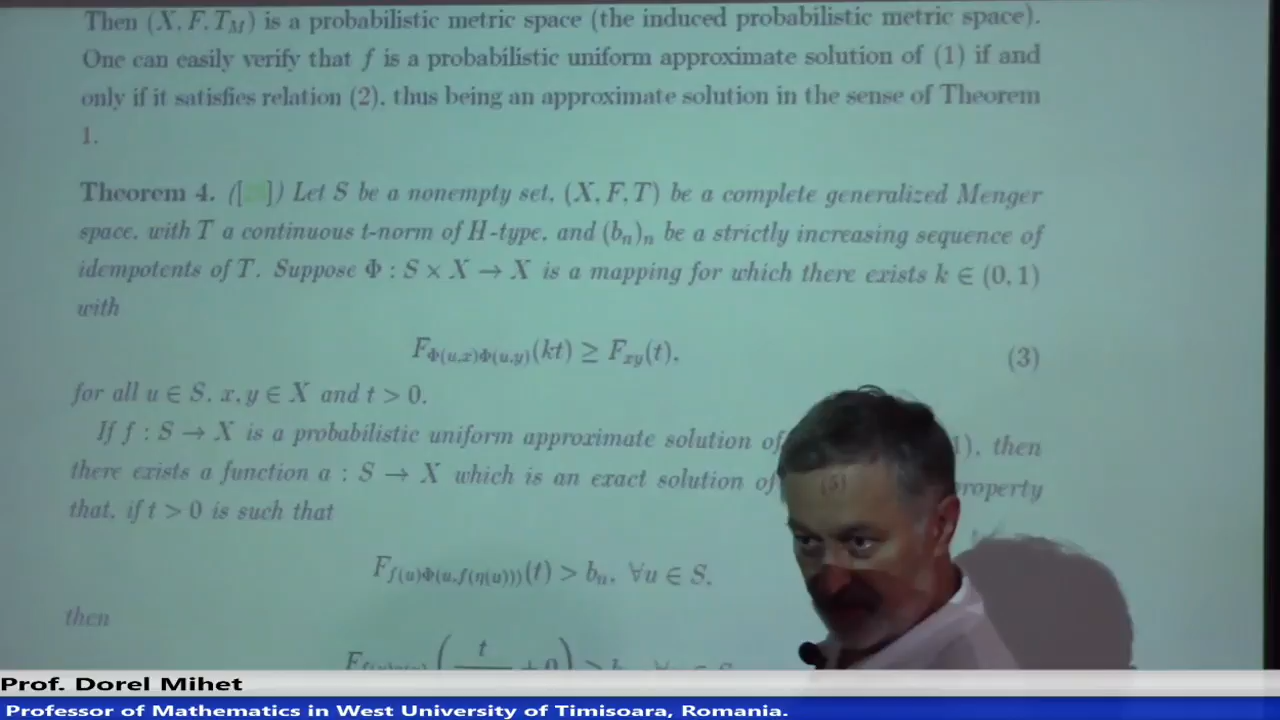 Then (X, F, T_M) is a probabilistic metric space (the induced probabilistic metric space).
One can easily verify that f is a probabilistic uniform approximate solution of (1) if and
only if it satisfies relation (2), thus being an approximate solution in the sense of Theorem
1.
Theorem 4. ([ ]) Let S be a nonempty set, (X, F, T) be a complete generalized Menger
space, with T a continuous t-norm of H-type, and (b_n)_n be a strictly increasing sequence of
idempotents of T. Suppose Φ : S × X → X is a mapping for which there exists k ∈ (0, 1)
with
F_{Φ(u,x)Φ(u,y)}(kt) ≥ F_{xy}(t), (3)
for all u ∈ S, x, y ∈ X and t > 0.
If f : S → X is a probabilistic uniform approximate solution of 1), then
there exists a function a : S → X which is an exact solution of (5) property
that, if t > 0 is such that
F_{f(u)Φ(u,f(η(u)))}(t) > b_n, ∀u ∈ S,
then
Prof. Dorel Mihet
Professor of Mathematics in West University of Timisoara, Romania.